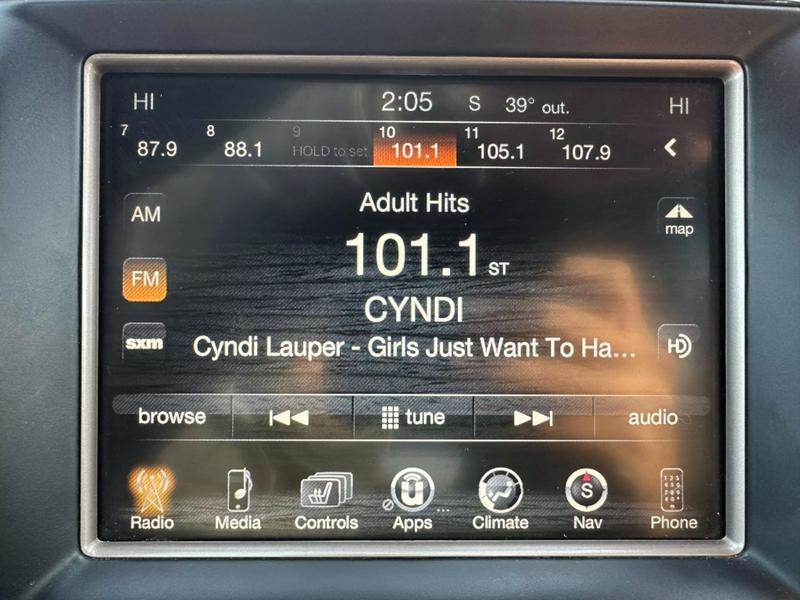 HI 2:05 S 39° out. HI
7 87.9 8 88.1 9 HOLD to set 10 101.1 11 105.1 12 107.9
Adult Hits
AM
map
101.1 ST
FM
CYNDI
sxm Cyndi Lauper - Girls Just Want To Ha... HD
browse tune audio
S
Radio Media Controls Apps Climate Nav Phone